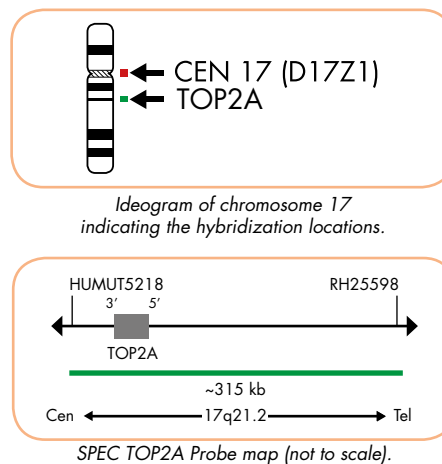 CEN 17 (D17Z1)
TOP2A
Ideogram of chromosome 17
indicating the hybridization locations.
HUMUT5218 RH25598
3’ 5’
TOP2A
~315 kb
Cen 17q21.2 Tel
SPEC TOP2A Probe map (not to scale).